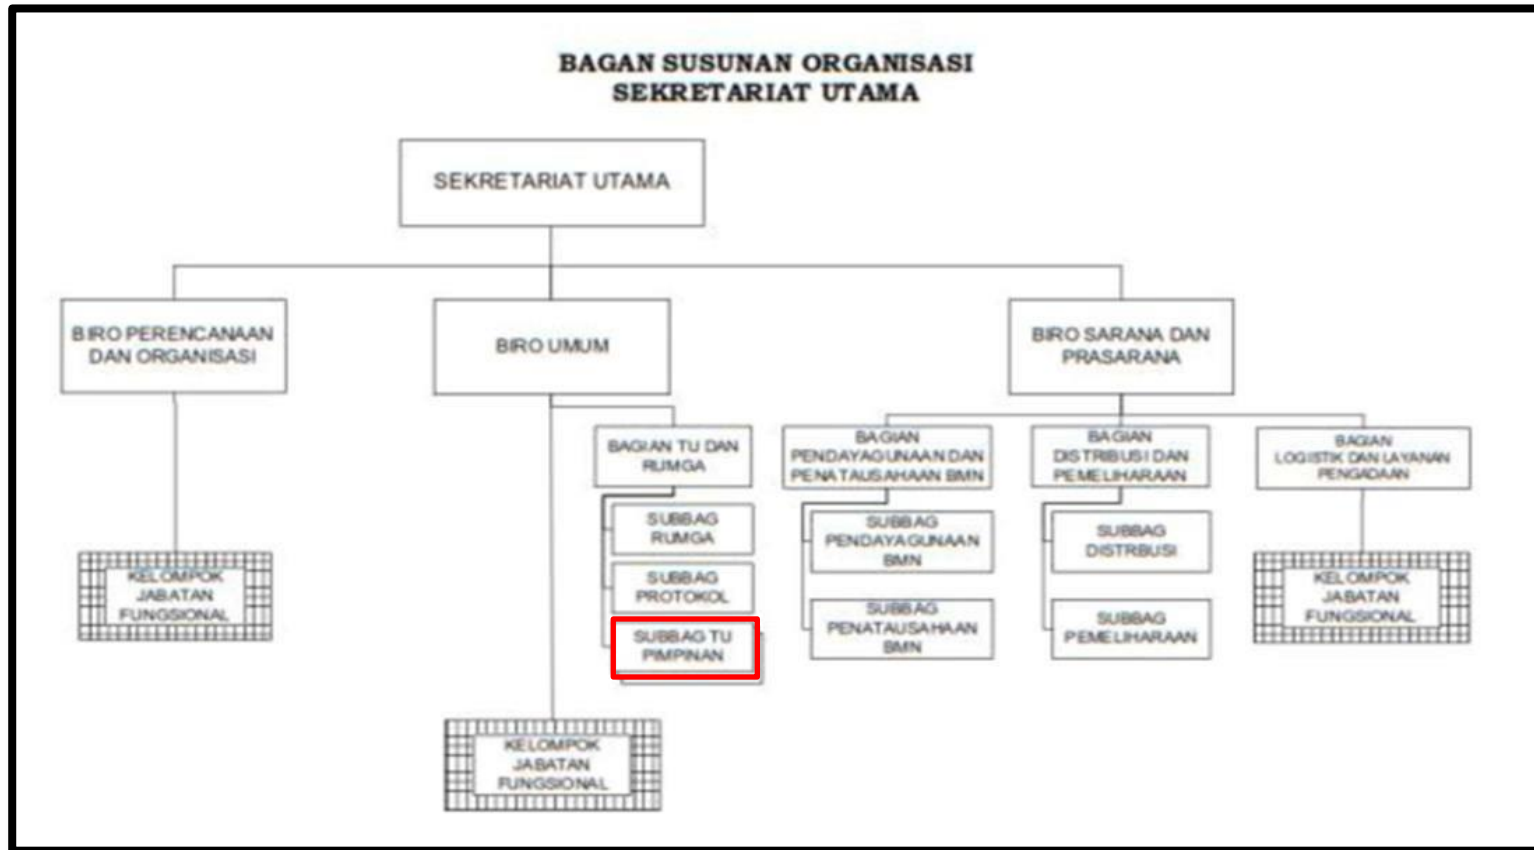 BAGAN SUSUNAN ORGANISASI
SEKRETARIAT UTAMA
SEKRETARIAT UTAMA
BIRO PERENCANAAN
DAN ORGANISASI
BIRO UMUM
BIRO SARANA DAN
PRASARANA
BAGIAN TU DAN
RUMGA
BAGIAN
PENDAYAGUNAAN DAN
PENATAUSAHAAN BMN
BAGIAN
DISTRIBUSI DAN
PEMELIHARAAN
BAGIAN
LOGISTIK DAN LAYANAN
PENGADAAN
SUBBAG
RUMGA
SUBBAG
PENDAYAGUNAAN
BMN
SUBBAG
DISTRBUSI
KELOMPOK
JABATAN
FUNGSIONAL
SUBBAG
PROTOKOL
KELOMPOK
JABATAN
FUNGSIONAL
SUBBAG TU
PIMPINAN
SUBBAG
PENATAUSAHAAN
BMN
SUBBAG
PEMELIHARAAN
KELOMPOK
JABATAN
FUNGSIONAL